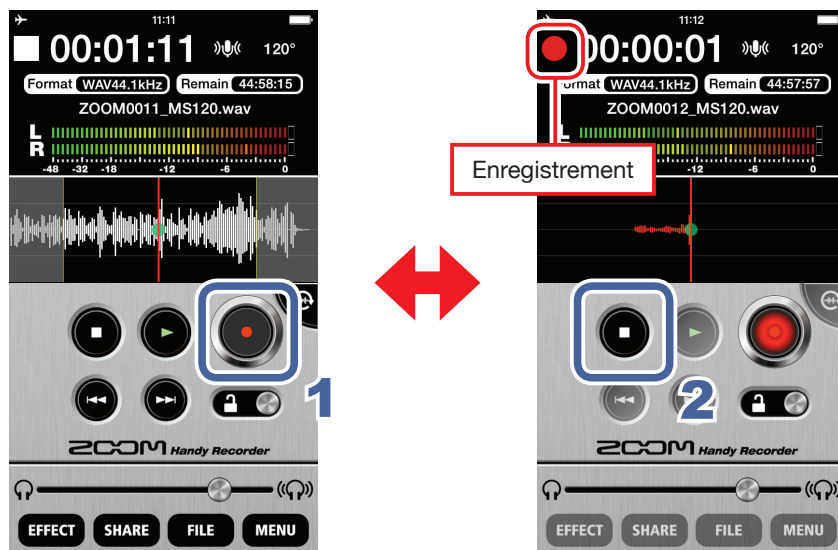 11:11
00:01:11 120°
Format WAV44.1kHz Remain 44:58:15
ZOOM0011_MS120.wav
L
R
-48 -32 -18 -12 -6 0
1
ZOOM Handy Recorder
EFFECT SHARE FILE MENU
11:12
00:00:01 120°
Format WAV44.1kHz Remain 44:57:57
ZOOM0012_MS120.wav
L
Enregistrement
-12 -6 0
2
ZOOM Handy Recorder
EFFECT SHARE FILE MENU